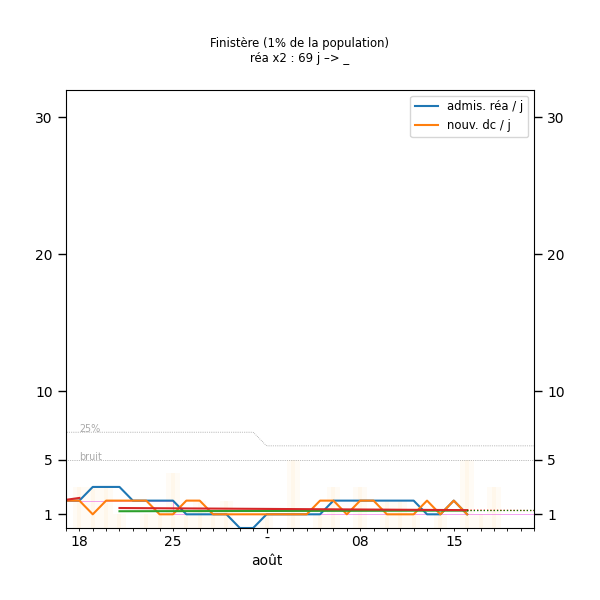 Finistère (1% de la population)
réa x2 : 69 j –> _
admis. réa / j
nouv. dc / j
30
30
20
20
10
10
25%
bruit
5
5
1
1
18
25
-
08
15
août